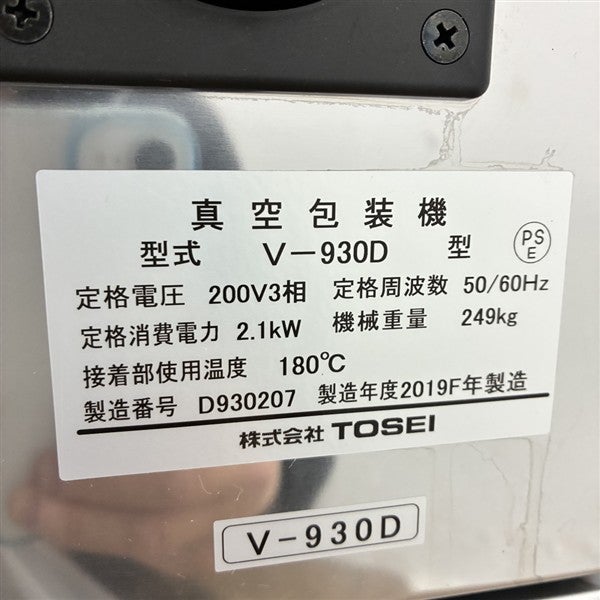 真空包装機
型式 V-930D 型 PSE
定格電圧 200V3相 定格周波数 50/60Hz
定格消費電力 2.1kW 機械重量 249kg
接着部使用温度 180℃
製造番号 D930207 製造年度2019F年製造
株式会社 TOSEI
V-930D